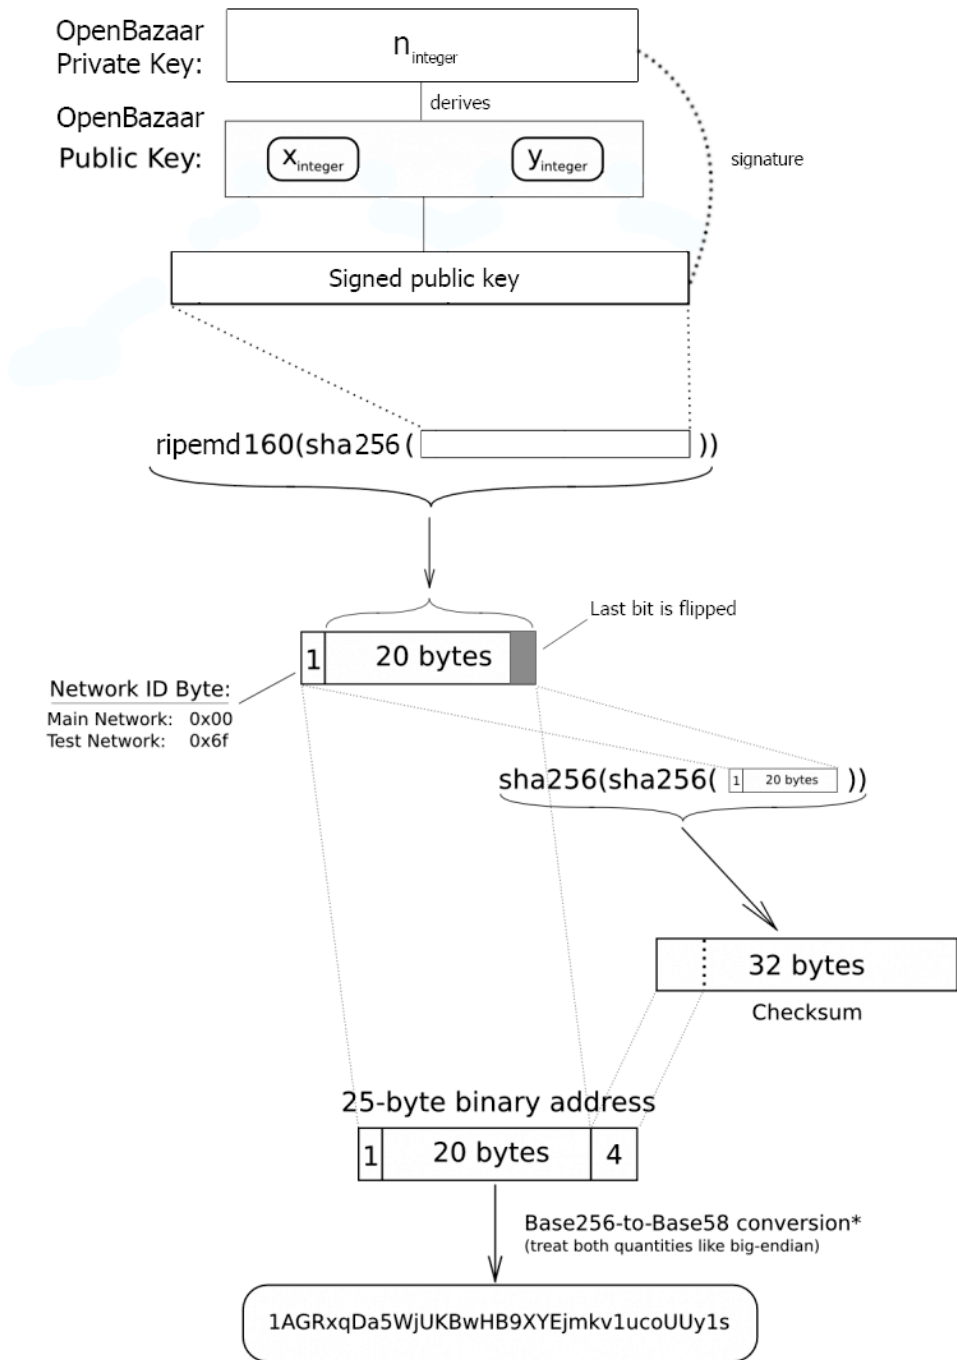 OpenBazaar
Private Key:
n integer
derives
OpenBazaar
Public Key:
x integer
y integer
signature
Signed public key
ripemd160(sha256( ))
Last bit is flipped
1 20 bytes
Network ID Byte:
Main Network: 0x00
Test Network: 0x6f
sha256(sha256( 1 20 bytes ))
32 bytes
Checksum
25-byte binary address
1 20 bytes 4
Base256-to-Base58 conversion*
(treat both quantities like big-endian)
1AGRxqDa5WjUKBwHB9XYEjmkv1ucoUUy1s